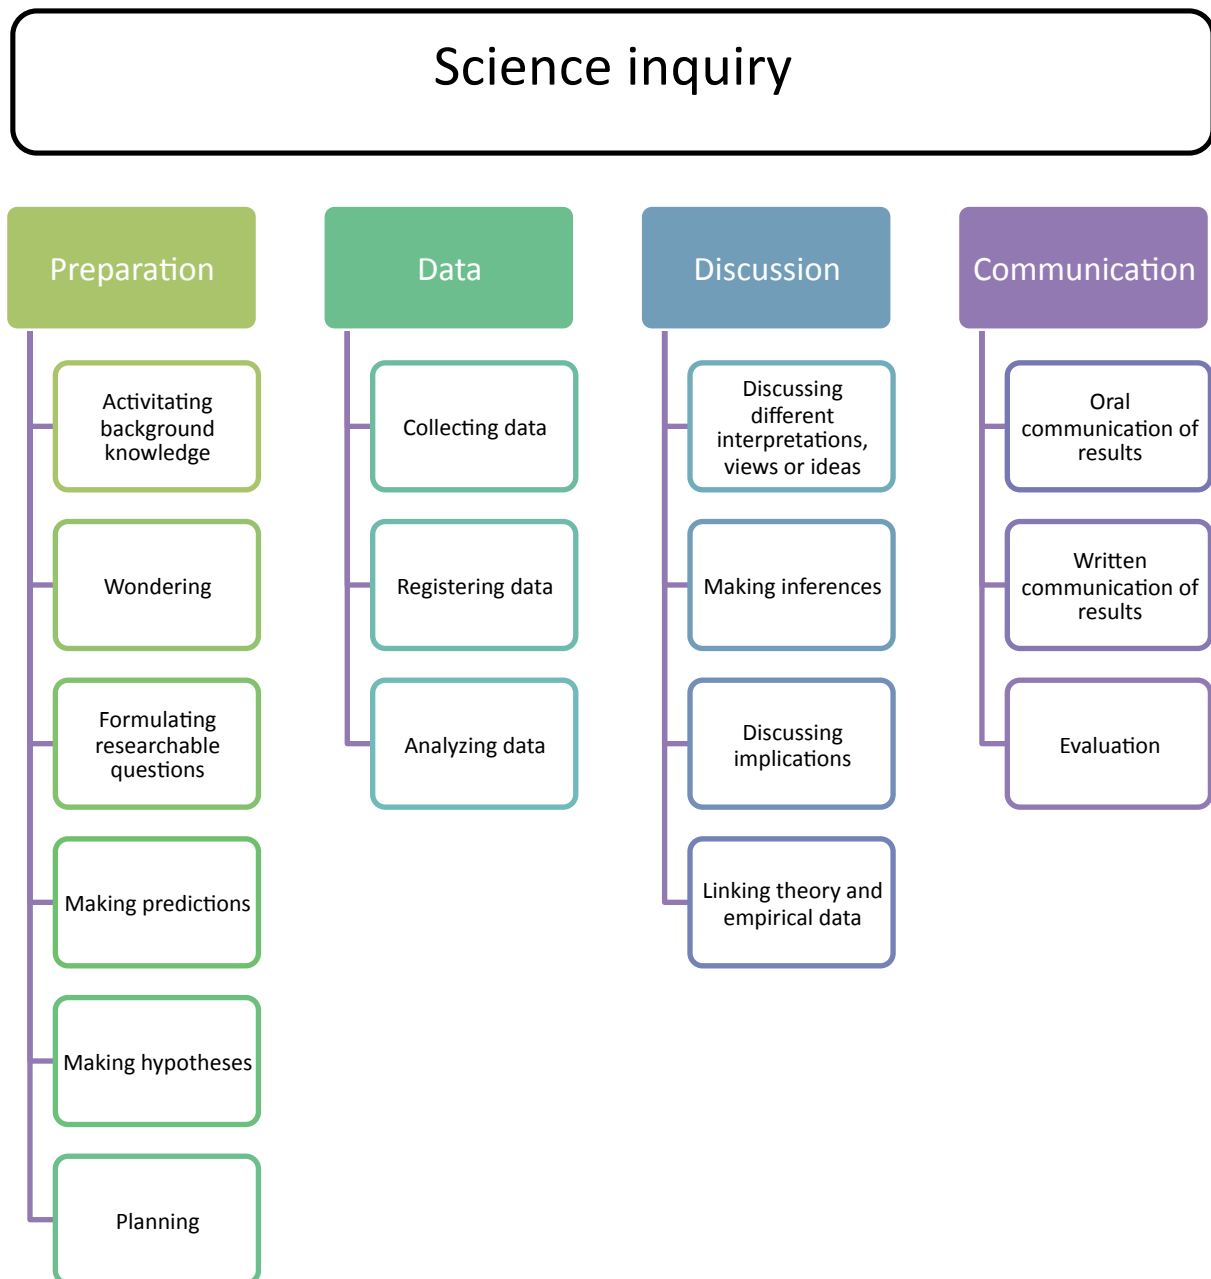 Science inquiry
Preparation
Activitating
background
knowledge
Wondering
Formulating
researchable
questions
Making predictions
Making hypotheses
Planning
Data
Collecting data
Registering data
Analyzing data
Discussion
Discussing
different
interpretations,
views or ideas
Making inferences
Discussing
implications
Linking theory and
empirical data
Communication
Oral
communication of
results
Written
communication of
results
Evaluation